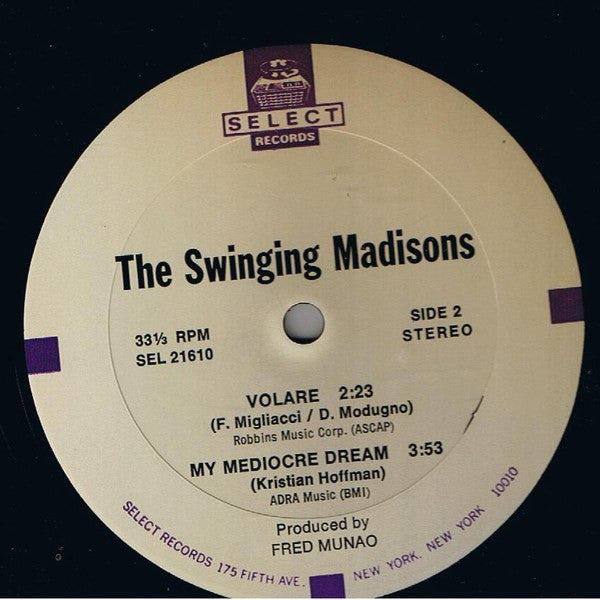 SELECT
RECORDS
The Swinging Madisons
33⅓ RPM
SEL 21610
SIDE 2
STEREO
VOLARE 2:23
(F. Migliacci / D. Modugno)
Robbins Music Corp. (ASCAP)
MY MEDIOCRE DREAM 3:53
(Kristian Hoffman)
ADRA Music (BMI)
Produced by
FRED MUNAO
SELECT RECORDS 175 FIFTH AVE. NEW YORK, NEW YORK 10010